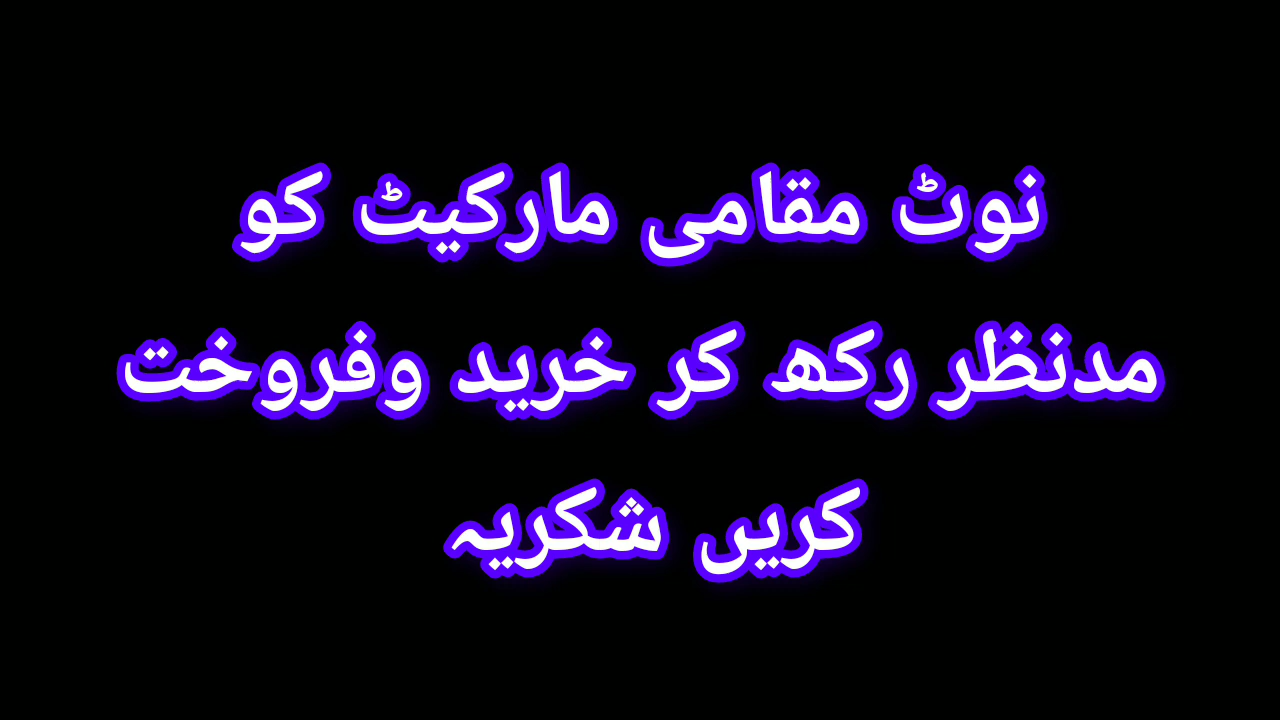 نوٹ مقامی مارکیٹ کو
مدنظر رکھ کر خرید وفروخت
کریں شکریہ